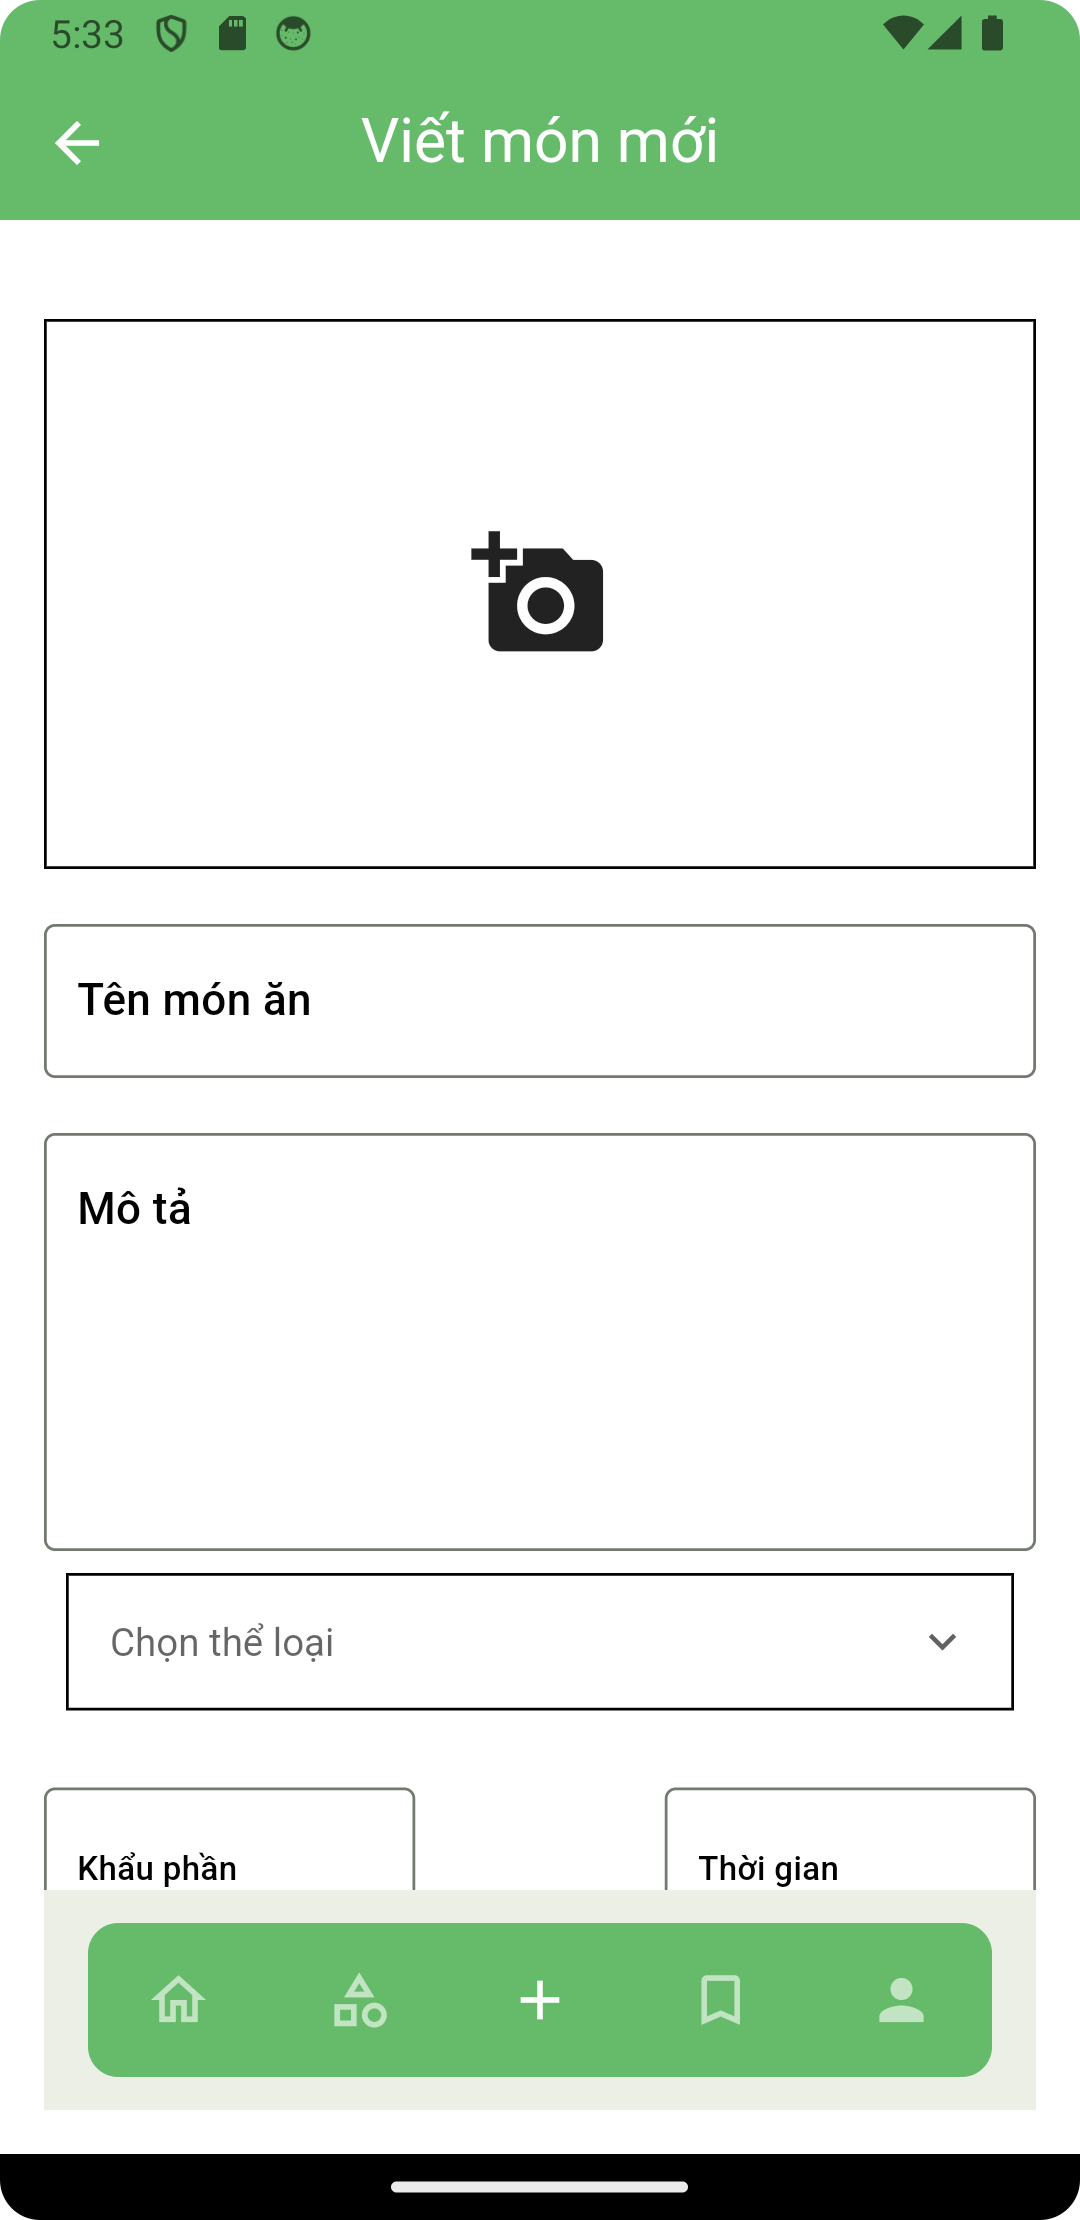 5:33
Viết món mới
Tên món ăn
Mô tả
Chọn thể loại
Khẩu phần
Thời gian